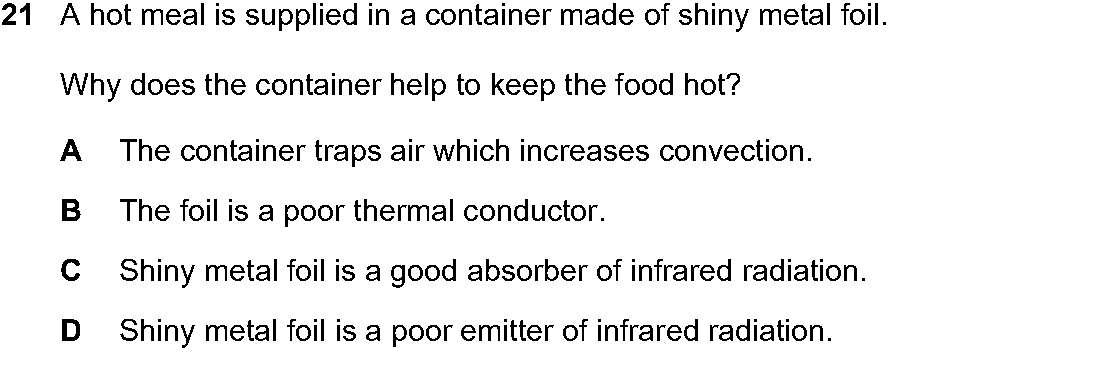 21 A hot meal is supplied in a container made of shiny metal foil.
Why does the container help to keep the food hot?
A The container traps air which increases convection.
B The foil is a poor thermal conductor.
C Shiny metal foil is a good absorber of infrared radiation.
D Shiny metal foil is a poor emitter of infrared radiation.